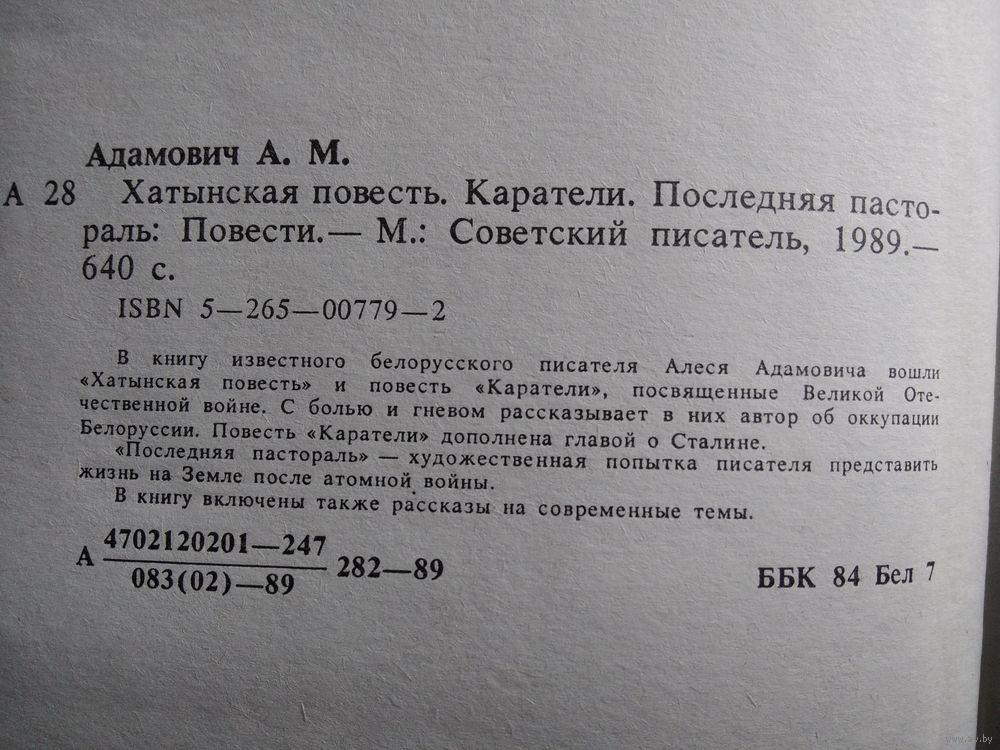 Адамович А. М.
А 28 Хатынская повесть. Каратели. Последняя пасто-
раль: Повести.— М.: Советский писатель, 1989.—
640 с.
ISBN 5—265—00779—2
В книгу известного белорусского писателя Алеся Адамовича вошли
«Хатынская повесть» и повесть «Каратели», посвященные Великой Оте-
чественной войне. С болью и гневом рассказывает в них автор об оккупации
Белоруссии. Повесть «Каратели» дополнена главой о Сталине.
«Последняя пастораль» — художественная попытка писателя представить
жизнь на Земле после атомной войны.
В книгу включены также рассказы на современные темы.
А 4702120201—247
083(02)—89 282—89
ББК 84 Бел 7